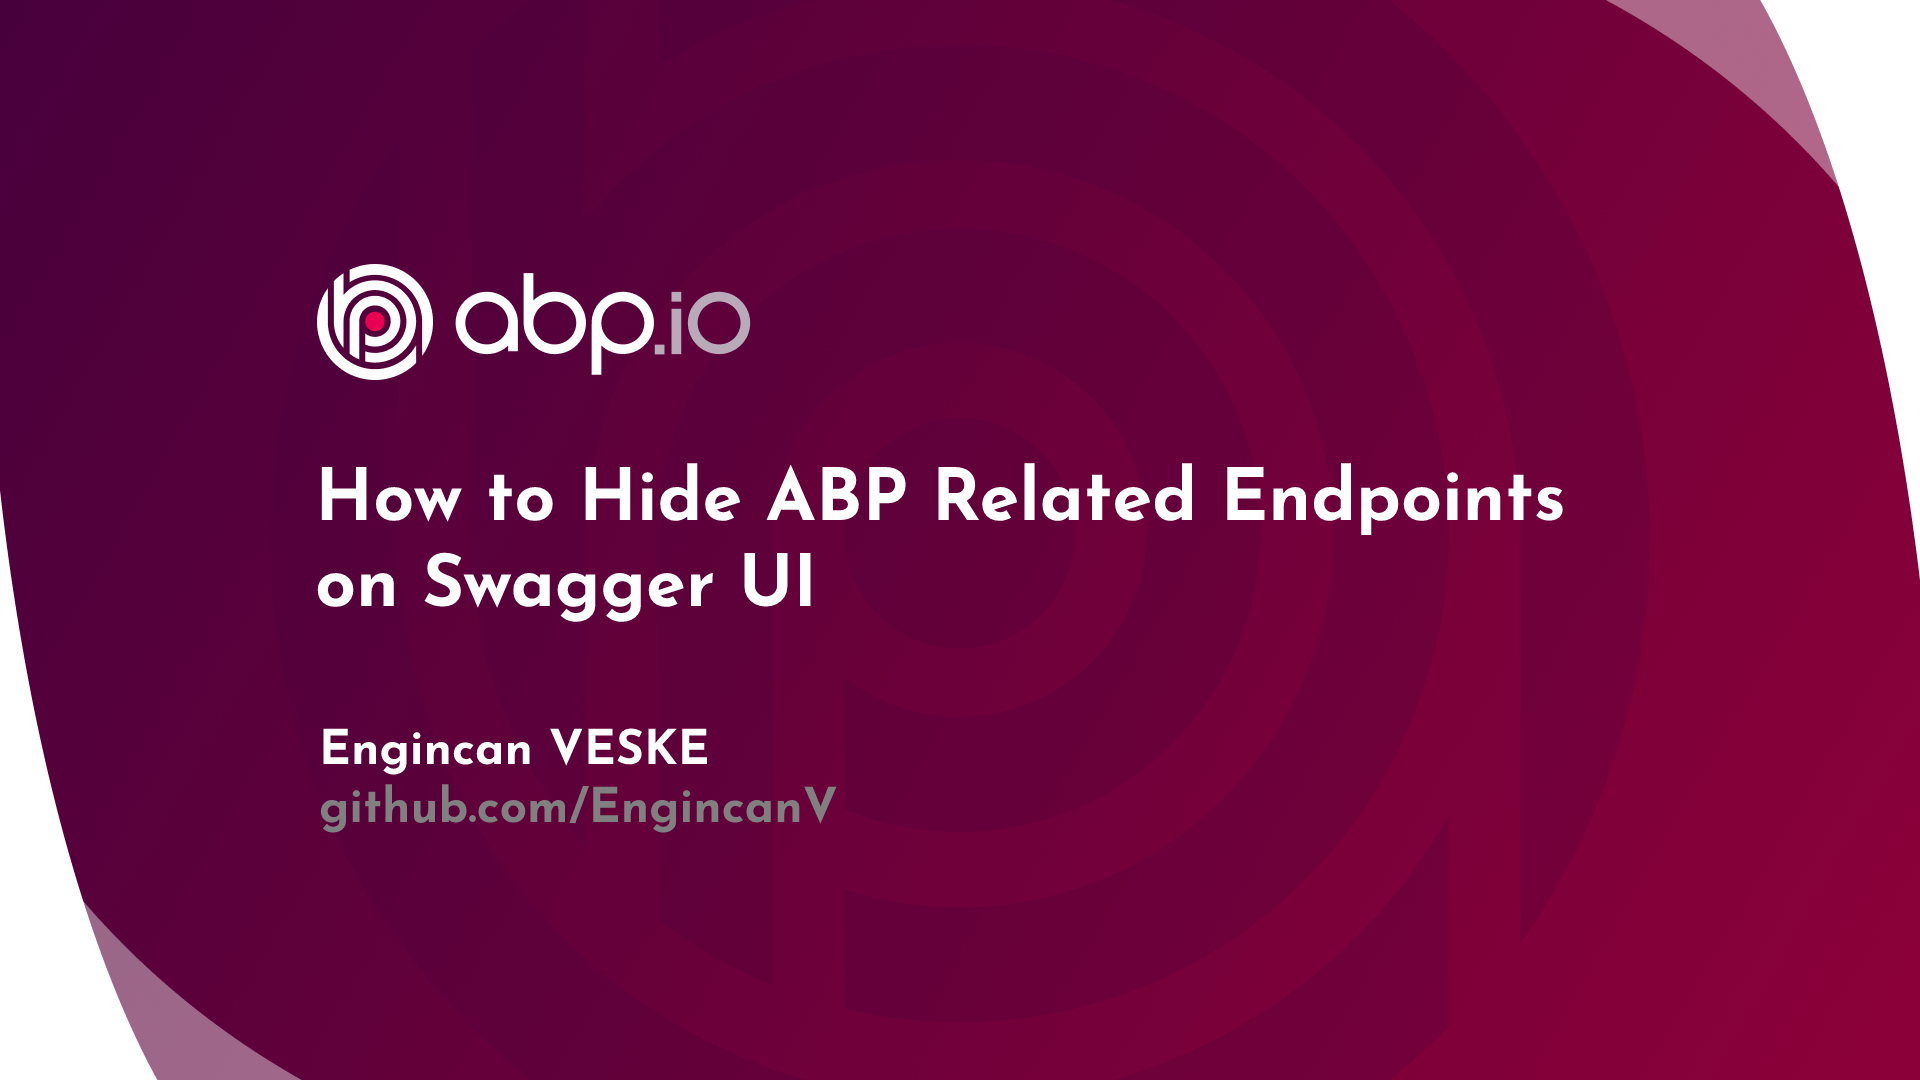 abp.io
How to Hide ABP Related Endpoints
on Swagger UI
Engincan VESKE
github.com/EngincanV